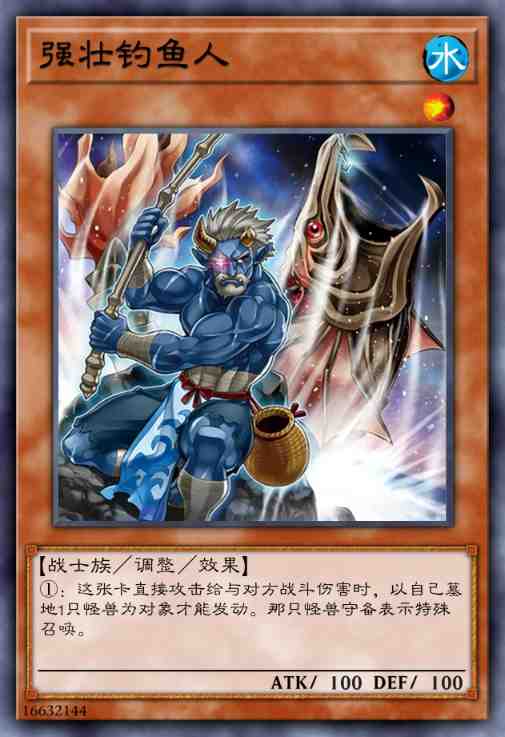 强壮钓鱼人
水
【战士族／调整／效果】
①：这张卡直接攻击给与对方战斗伤害时，以自己墓
地1只怪兽为对象才能发动。那只怪兽守备表示特殊
召唤。
ATK/ 100 DEF/ 100
16632144